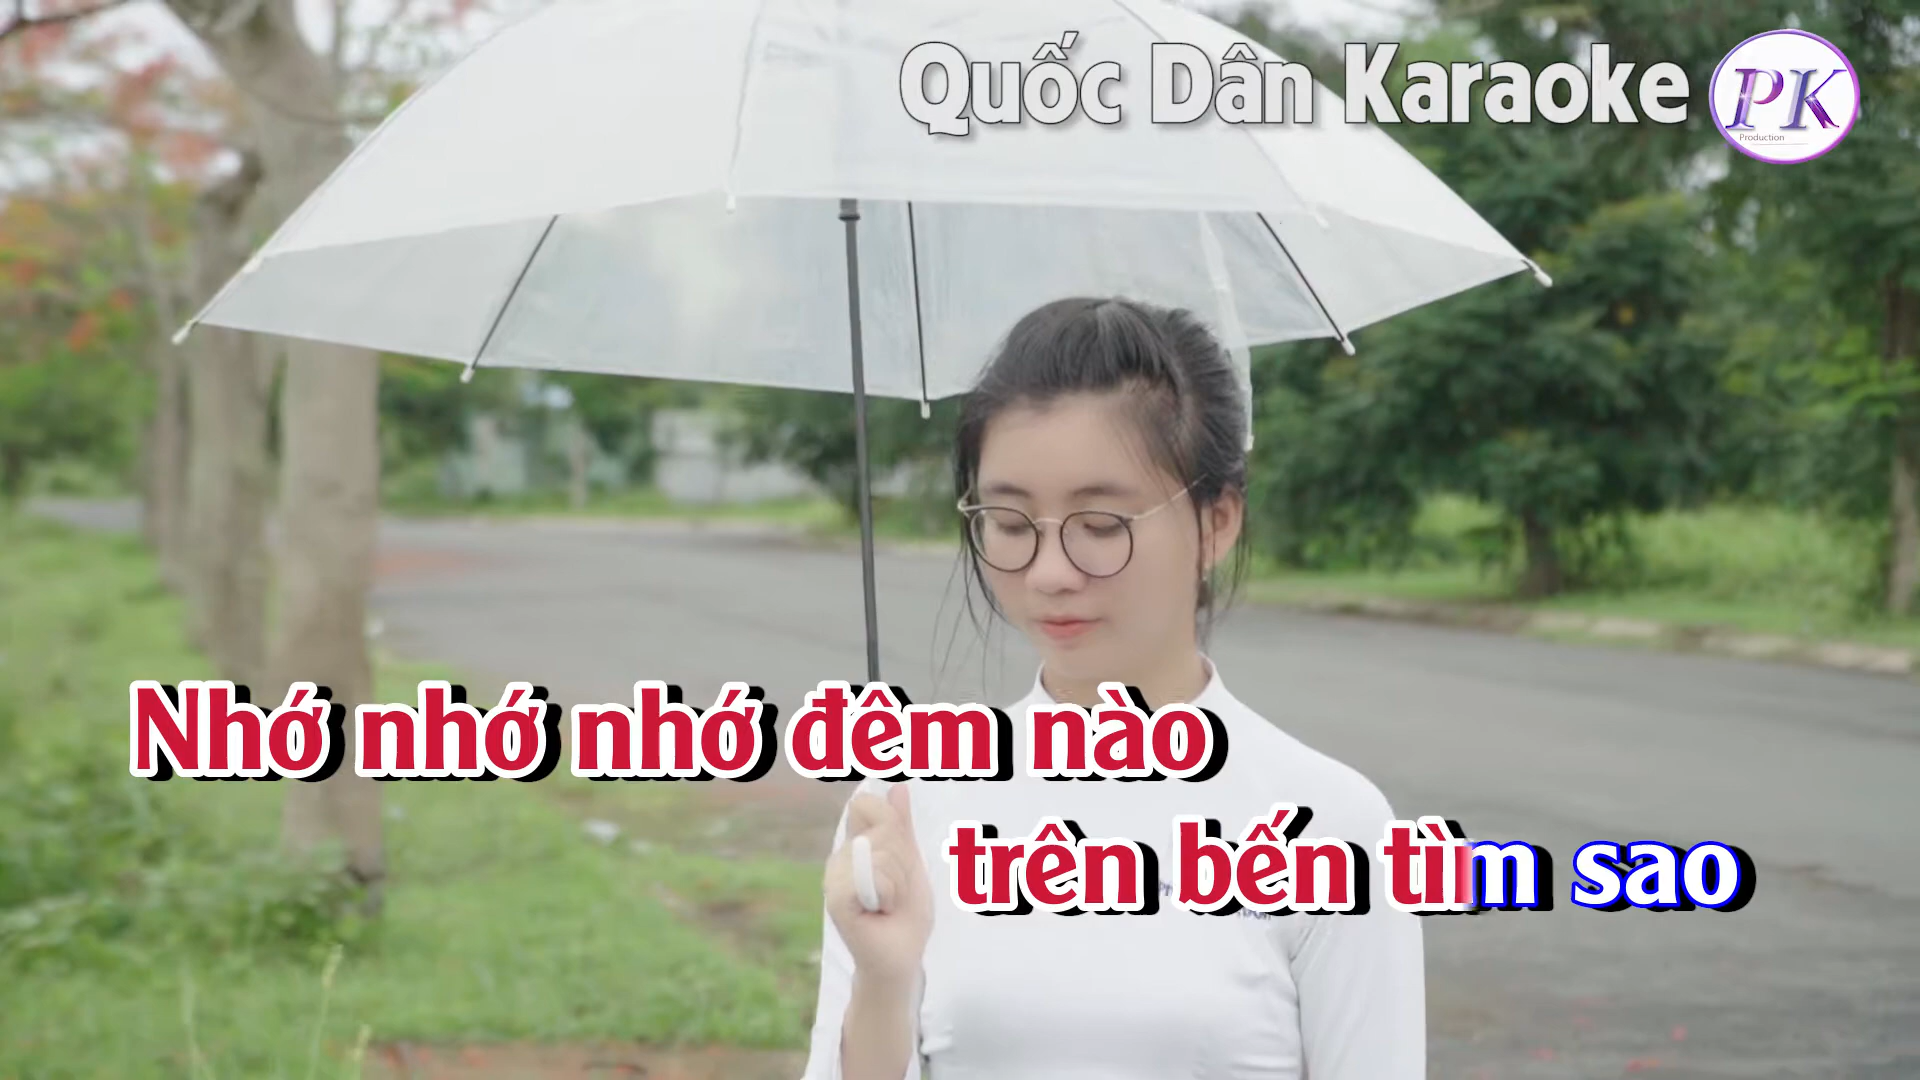 Quốc Dân Karaoke
PK
Production
Nhớ nhớ nhớ đêm nào
trên bến tìm sao